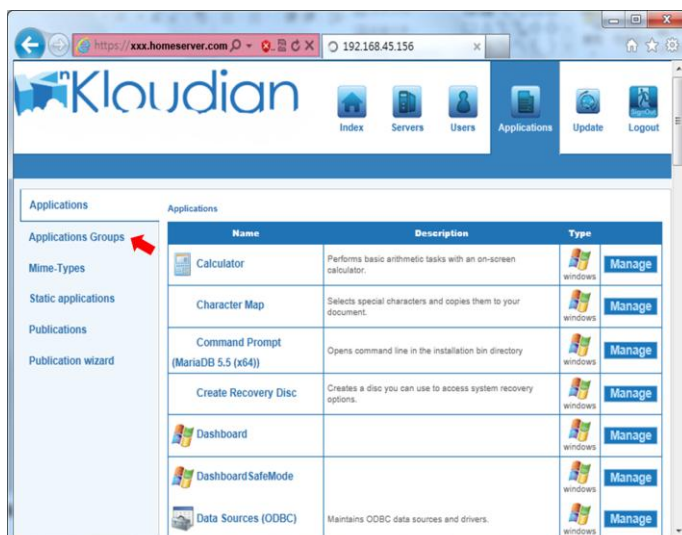 https://xxx.homeserver.com
192.168.45.156
nKloudian
Index
Servers
Users
Applications
Update
SignOut
Logout
Applications
Applications Groups
Mime-Types
Static applications
Publications
Publication wizard
Applications
Name Description Type
Calculator
Performs basic arithmetic tasks with an on-screen
calculator.
windows
Manage
Character Map
Selects special characters and copies them to your
document.
windows
Manage
Command Prompt
(MariaDB 5.5 (x64))
Opens command line in the installation bin directory
windows
Manage
Create Recovery Disc
Creates a disc you can use to access system recovery
options.
windows
Manage
Dashboard
windows
Manage
DashboardSafeMode
windows
Manage
Data Sources (ODBC)
Maintains ODBC data sources and drivers.
windows
Manage